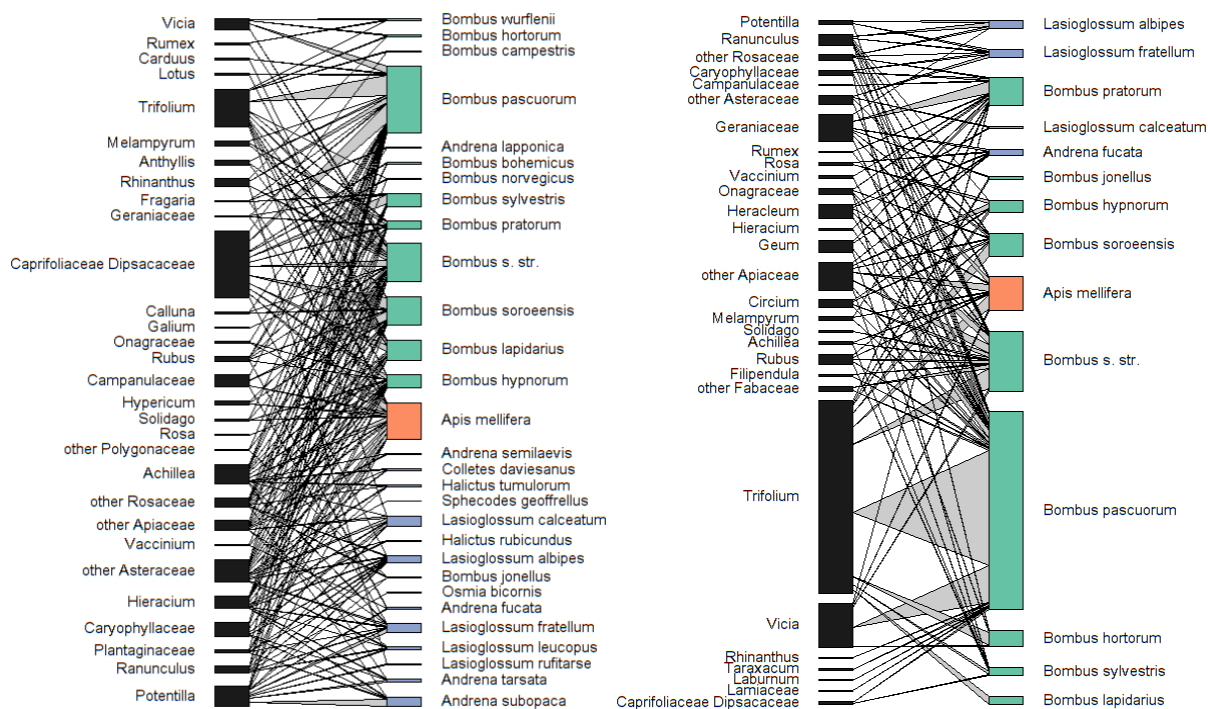 Vicia
Rumex
Carduus
Lotus
Trifolium
Melampyrum
Anthyllis
Rhinanthus
Fragaria
Geraniaceae
Caprifoliaceae Dipsacaceae
Calluna
Galium
Onagraceae
Rubus
Campanulaceae
Hypericum
Solidago
Rosa
other Polygonaceae
Achillea
other Rosaceae
other Apiaceae
Vaccinium
other Asteraceae
Hieracium
Caryophyllaceae
Plantaginaceae
Ranunculus
Potentilla
Bombus wurflenii
Bombus hortorum
Bombus campestris
Bombus pascuorum
Andrena lapponica
Bombus bohemicus
Bombus norvegicus
Bombus sylvestris
Bombus pratorum
Bombus s. str.
Bombus soroeensis
Bombus lapidarius
Bombus hypnorum
Apis mellifera
Andrena semilaevis
Colletes daviesanus
Halictus tumulorum
Sphecodes geoffrellus
Lasioglossum calceatum
Halictus rubicundus
Lasioglossum albipes
Bombus jonellus
Osmia bicornis
Andrena fucata
Lasioglossum fratellum
Lasioglossum leucopus
Lasioglossum rufitarse
Andrena tarsata
Andrena subopaca
Potentilla
Ranunculus
other Rosaceae
Caryophyllaceae
Campanulaceae
other Asteraceae
Geraniaceae
Rumex
Rosa
Vaccinium
Onagraceae
Heracleum
Hieracium
Geum
other Apiaceae
Circium
Melampyrum
Solidago
Achillea
Rubus
Filipendula
other Fabaceae
Trifolium
Vicia
Rhinanthus
Taraxacum
Laburnum
Lamiaceae
Caprifoliaceae Dipsacaceae
Lasioglossum albipes
Lasioglossum fratellum
Bombus pratorum
Lasioglossum calceatum
Andrena fucata
Bombus jonellus
Bombus hypnorum
Bombus soroeensis
Apis mellifera
Bombus s. str.
Bombus pascuorum
Bombus hortorum
Bombus sylvestris
Bombus lapidarius